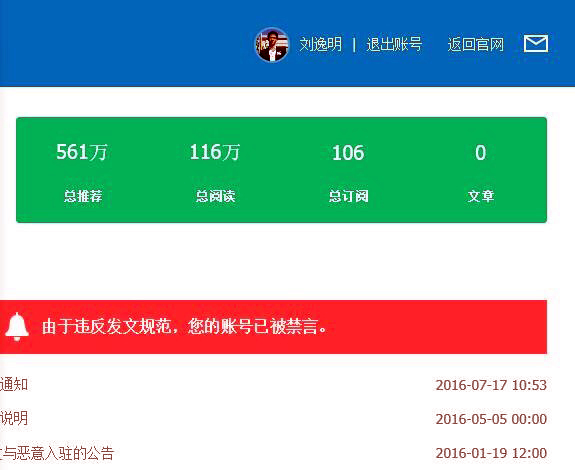 刘逸明 | 退出账号 返回官网
561万 116万 106 0
总推荐 总阅读 总订阅 文章
由于违反发文规范，您的账号已被禁言。
通知 2016-07-17 10:53
说明 2016-05-05 00:00
与恶意入驻的公告 2016-01-19 12:00